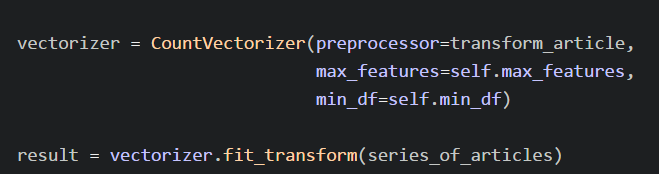 vectorizer = CountVectorizer(preprocessor=transform_article,
                             max_features=self.max_features,
                             min_df=self.min_df)
result = vectorizer.fit_transform(series_of_articles)